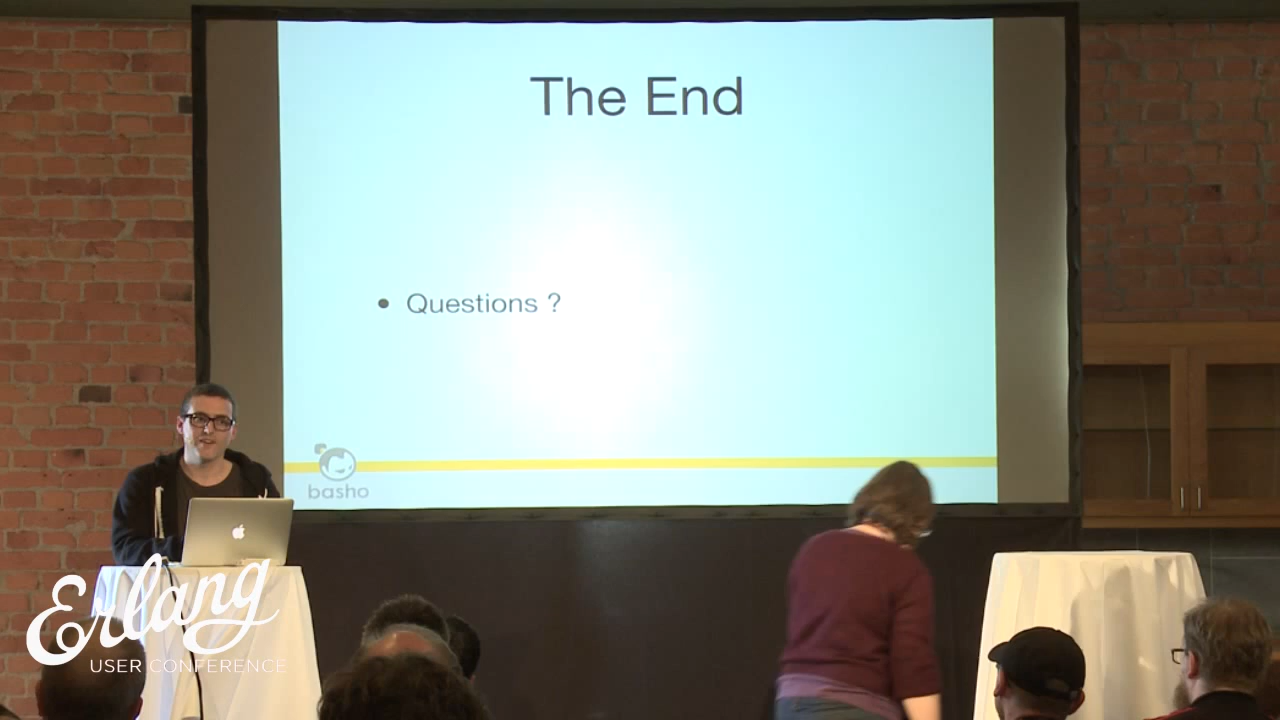 The End
• Questions ?
basho
Erlang
USER CONFERENCE